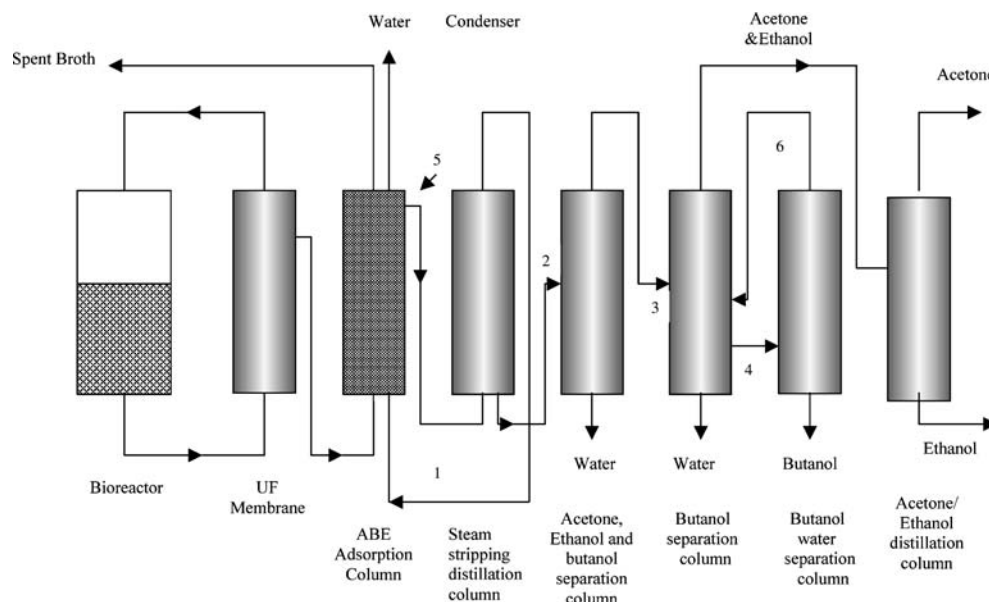 Water
Condenser
Acetone
&Ethanol
Spent Broth
Acetone
5
6
2
3
4
1
Water
Water
Butanol
Ethanol
Bioreactor
UF
Membrane
ABE
Adsorption
Column
Steam
stripping
distillation
column
Acetone,
Ethanol and
butanol
separation
column
Butanol
separation
column
Butanol
water
separation
column
Acetone/
Ethanol
distillation
column